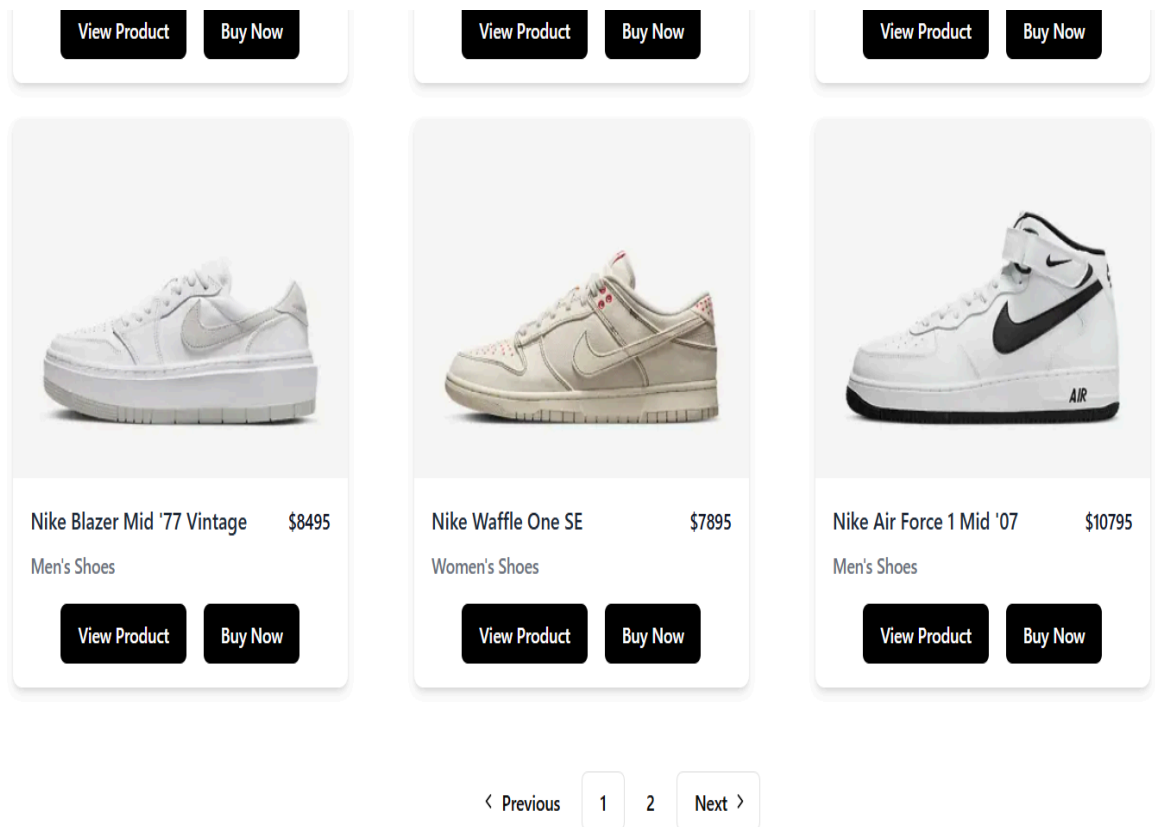 View Product Buy Now View Product Buy Now View Product Buy Now
AIR
Nike Blazer Mid '77 Vintage $8495 Nike Waffle One SE $7895 Nike Air Force 1 Mid '07 $10795
Men's Shoes Women's Shoes Men's Shoes
View Product Buy Now View Product Buy Now View Product Buy Now
Previous 1 2 Next